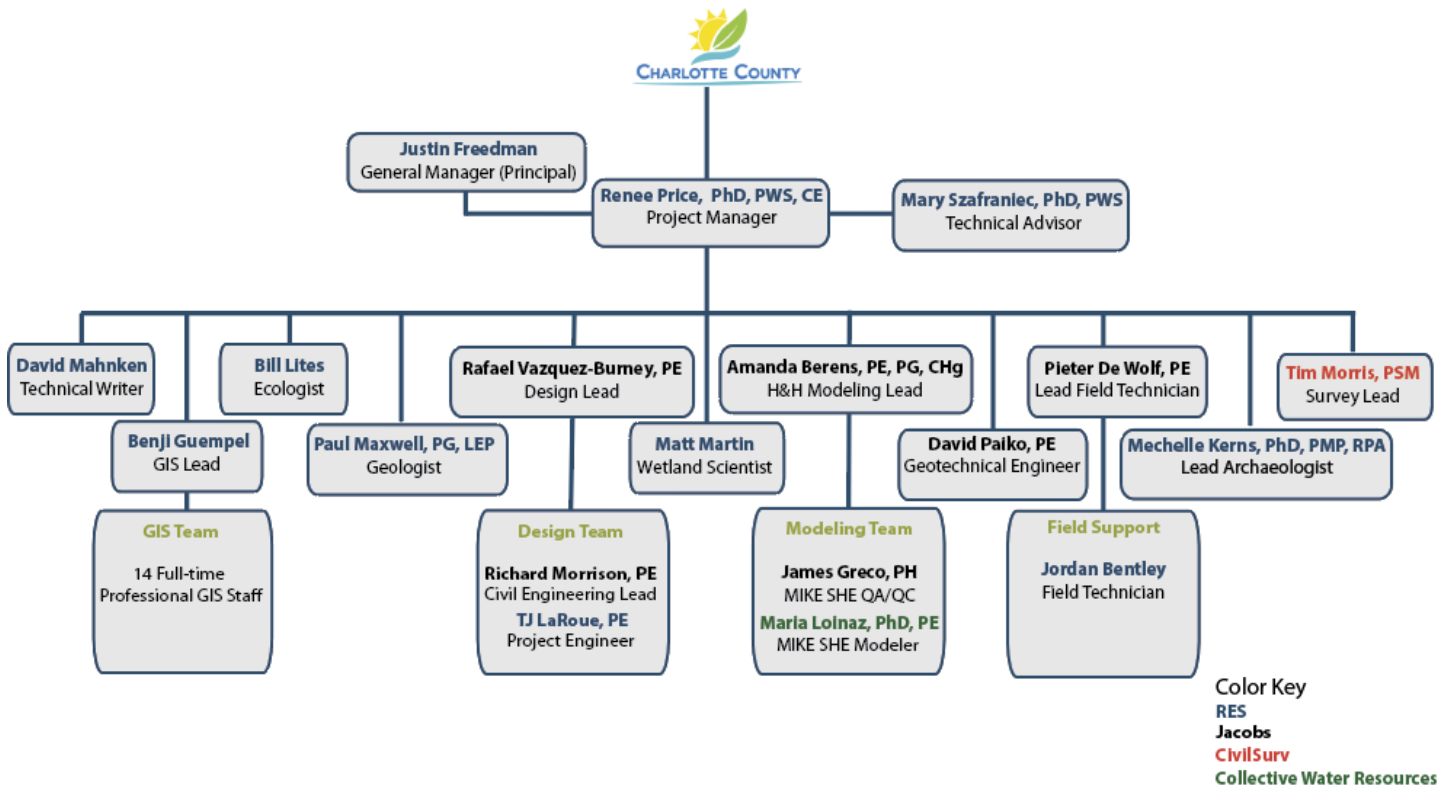 CHARLOTTE COUNTY
Justin Freedman
General Manager (Principal)
Renee Price, PhD, PWS, CE
Project Manager
Mary Szafraniec, PhD, PWS
Technical Advisor
David Mahnken
Technical Writer
Benji Guempel
GIS Lead
Bill Lites
Ecologist
Paul Maxwell, PG, LEP
Geologist
Rafael Vazquez-Burney, PE
Design Lead
Matt Martin
Wetland Scientist
Amanda Berens, PE, PG, CHg
H&H Modeling Lead
David Paiko, PE
Geotechnical Engineer
Pieter De Wolf, PE
Lead Field Technician
Mechelle Kerns, PhD, PMP, RPA
Lead Archaeologist
Tim Morris, PSM
Survey Lead
GIS Team
14 Full-time
Professional GIS Staff
Design Team
Richard Morrison, PE
Civil Engineering Lead
TJ LaRoue, PE
Project Engineer
Modeling Team
James Greco, PH
MIKE SHE QA/QC
Maria Loinaz, PhD, PE
MIKE SHE Modeler
Field Support
Jordan Bentley
Field Technician
Color Key
RES
Jacobs
CivilSurv
Collective Water Resources